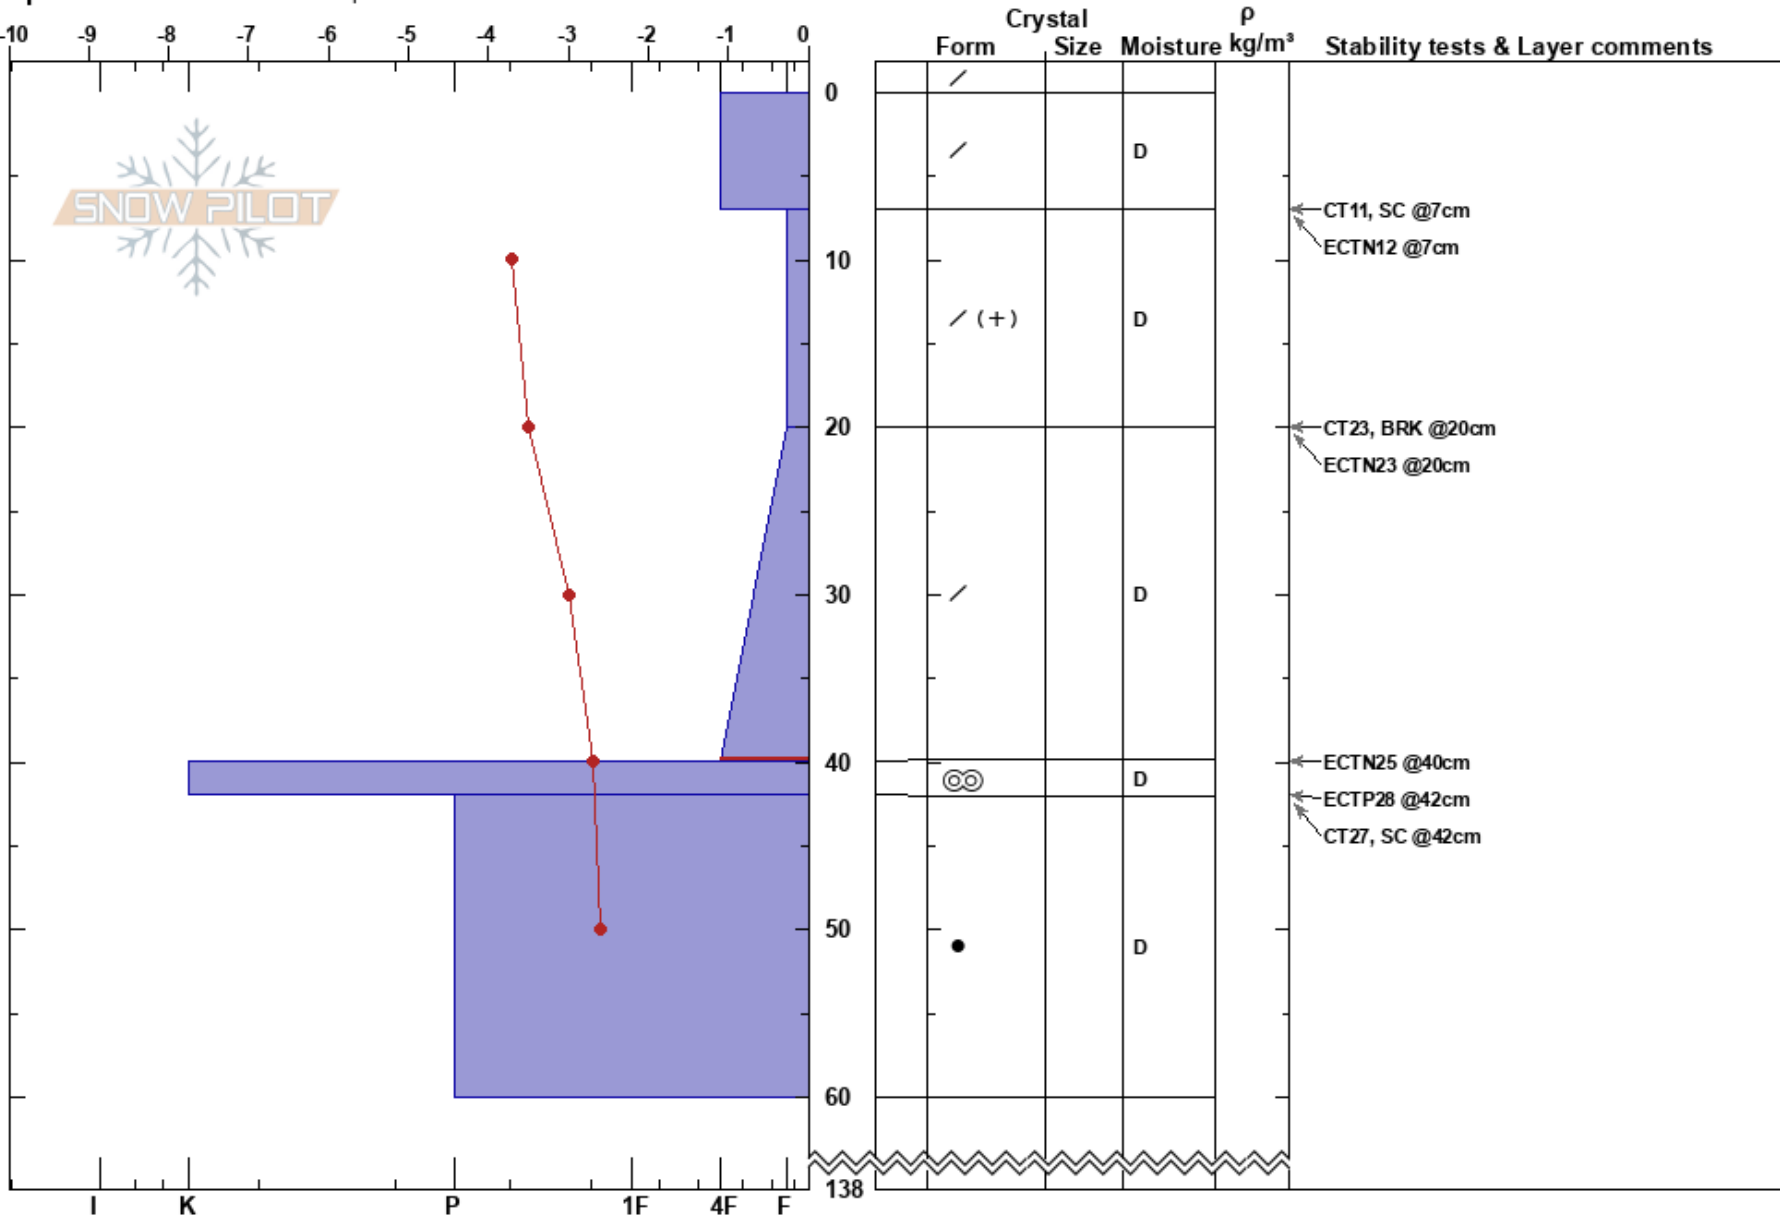 Crystal ρ
-10 -9 -8 -7 -6 -5 -4 -3 -2 -1 0 Form Size Moisture kg/m³ Stability tests & Layer comments
0
SNOW PILOT
D
CT11, SC @7cm
ECTN12 @7cm
10
(+) D
20 CT23, BRK @20cm
ECTN23 @20cm
30 D
40 ECTN25 @40cm
D
ECTP28 @42cm
CT27, SC @42cm
50
D
60
138
I K P 1F 4F F